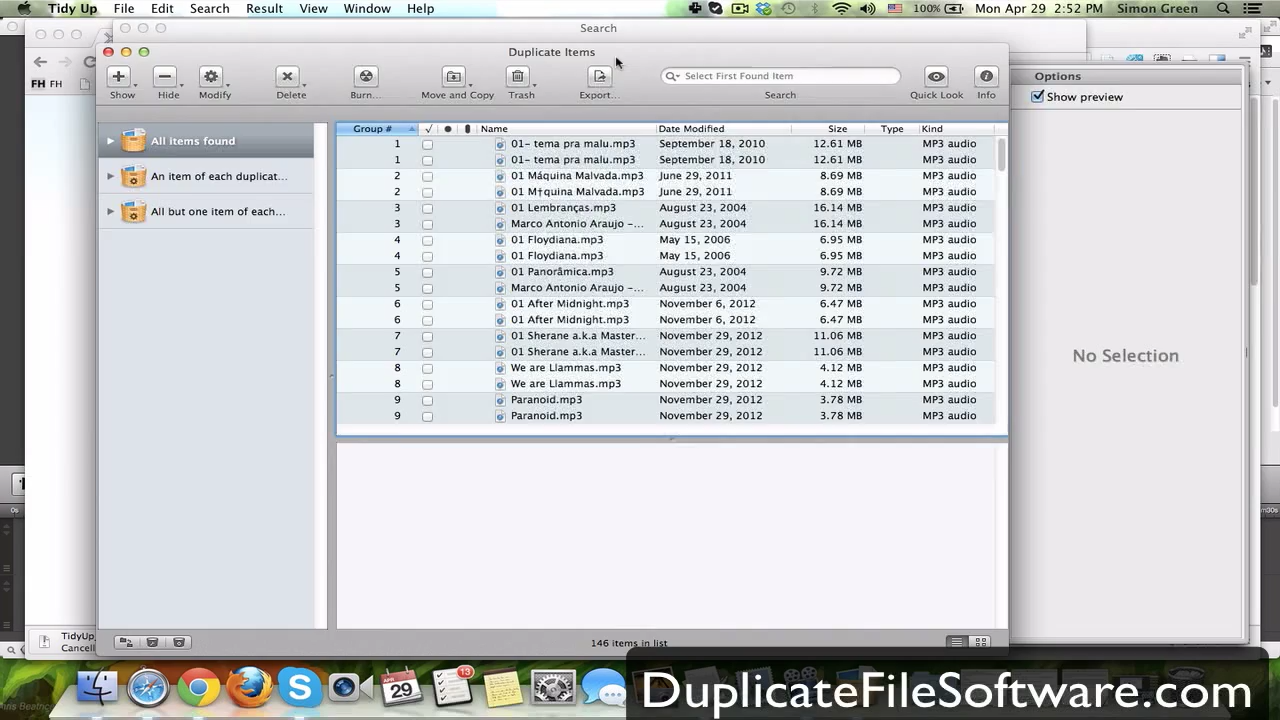 Tidy Up File Edit Search Result View Window Help 100% Mon Apr 29 2:52 PM Simon Green
Search
Duplicate Items
Show Hide Modify Delete Burn... Move and Copy Trash Export... Select First Found Item Search Quick Look Info
Options
Show preview
FH FH
All items found
An item of each duplicat...
All but one item of each...
Group # Name Date Modified Size Type Kind
1 01- tema pra malu.mp3 September 18, 2010 12.61 MB MP3 audio
1 01- tema pra malu.mp3 September 18, 2010 12.61 MB MP3 audio
2 01 Máquina Malvada.mp3 June 29, 2011 8.69 MB MP3 audio
2 01 M†quina Malvada.mp3 June 29, 2011 8.69 MB MP3 audio
3 01 Lembranças.mp3 August 23, 2004 16.14 MB MP3 audio
3 Marco Antonio Araujo -... August 23, 2004 16.14 MB MP3 audio
4 01 Floydiana.mp3 May 15, 2006 6.95 MB MP3 audio
4 01 Floydiana.mp3 May 15, 2006 6.95 MB MP3 audio
5 01 Panorâmica.mp3 August 23, 2004 9.72 MB MP3 audio
5 Marco Antonio Araujo -... August 23, 2004 9.72 MB MP3 audio
6 01 After Midnight.mp3 November 6, 2012 6.47 MB MP3 audio
6 01 After Midnight.mp3 November 6, 2012 6.47 MB MP3 audio
7 01 Sherane a.k.a Master... November 29, 2012 11.06 MB MP3 audio
7 01 Sherane a.k.a Master... November 29, 2012 11.06 MB MP3 audio
8 We are Llammas.mp3 November 29, 2012 4.12 MB MP3 audio
8 We are Llammas.mp3 November 29, 2012 4.12 MB MP3 audio
9 Paranoid.mp3 November 29, 2012 3.78 MB MP3 audio
9 Paranoid.mp3 November 29, 2012 3.78 MB MP3 audio
No Selection
0s
m30s
TidyUp_
Cancell
146 items in list
APR 29
13
DuplicateFileSoftware.com